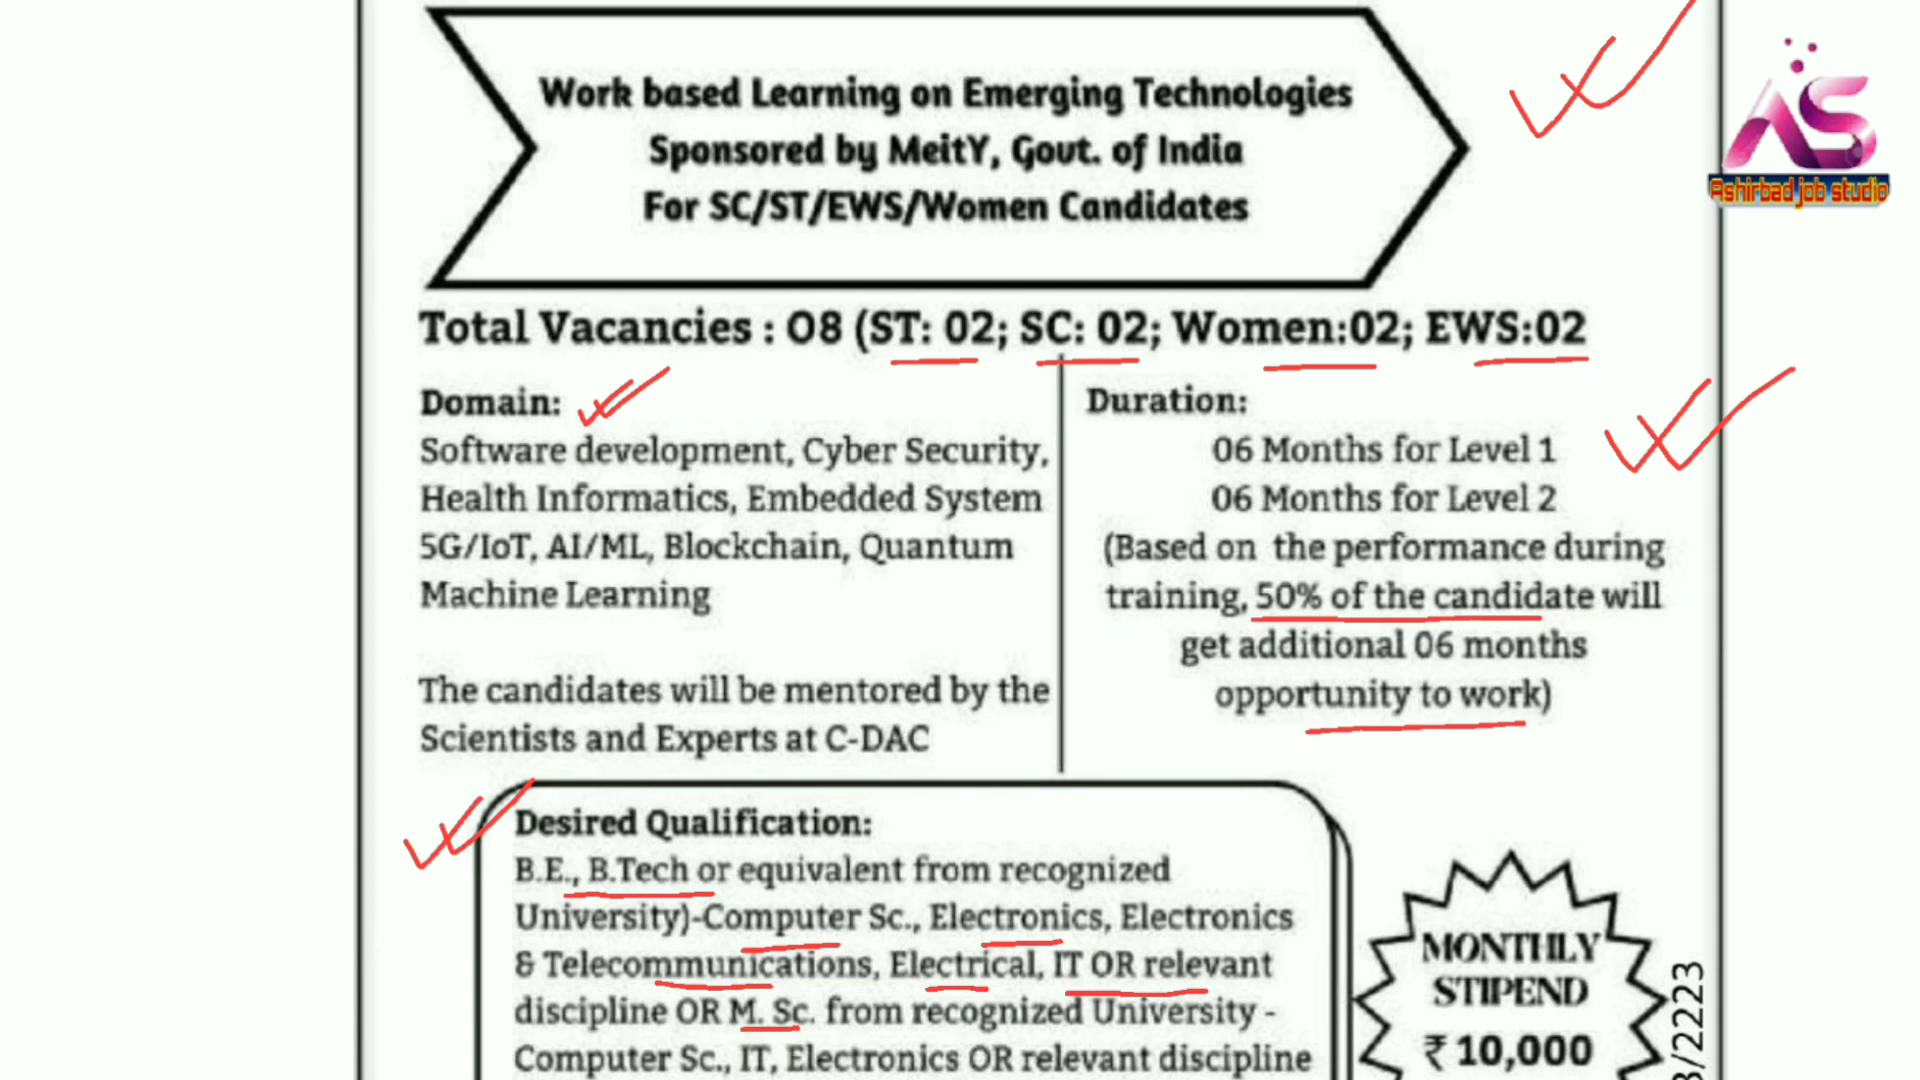 Work based Learning on Emerging Technologies
Sponsored by MeitY, Govt. of India
For SC/ST/EWS/Women Candidates
Ashirbad job studio
Total Vacancies : 08 (ST: 02; SC: 02; Women:02; EWS:02
Domain:
Software development, Cyber Security,
Health Informatics, Embedded System
5G/IoT, AI/ML, Blockchain, Quantum
Machine Learning
The candidates will be mentored by the
Scientists and Experts at C-DAC
Duration:
06 Months for Level 1
06 Months for Level 2
(Based on the performance during
training, 50% of the candidate will
get additional 06 months
opportunity to work)
Desired Qualification:
B.E., B.Tech or equivalent from recognized
University)-Computer Sc., Electronics, Electronics
& Telecommunications, Electrical, IT OR relevant
discipline OR M. Sc. from recognized University -
Computer Sc., IT, Electronics OR relevant discipline
MONTHLY
STIPEND
₹ 10,000
/2223